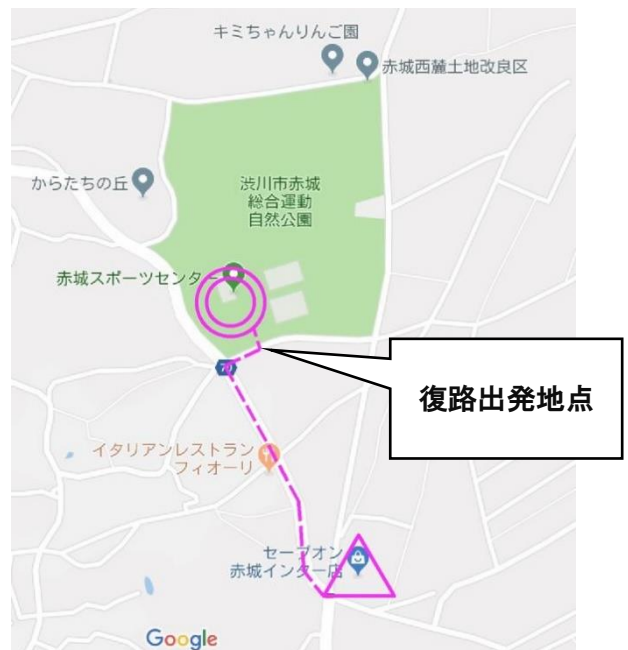 キミちゃんりんご園
赤城西麓土地改良区
からたちの丘
渋川市赤城
総合運動
自然公園
赤城スポーツセンター
復路出発地点
イタリアンレストラン
フィオーリ
セーブオン
赤城インター店
Google